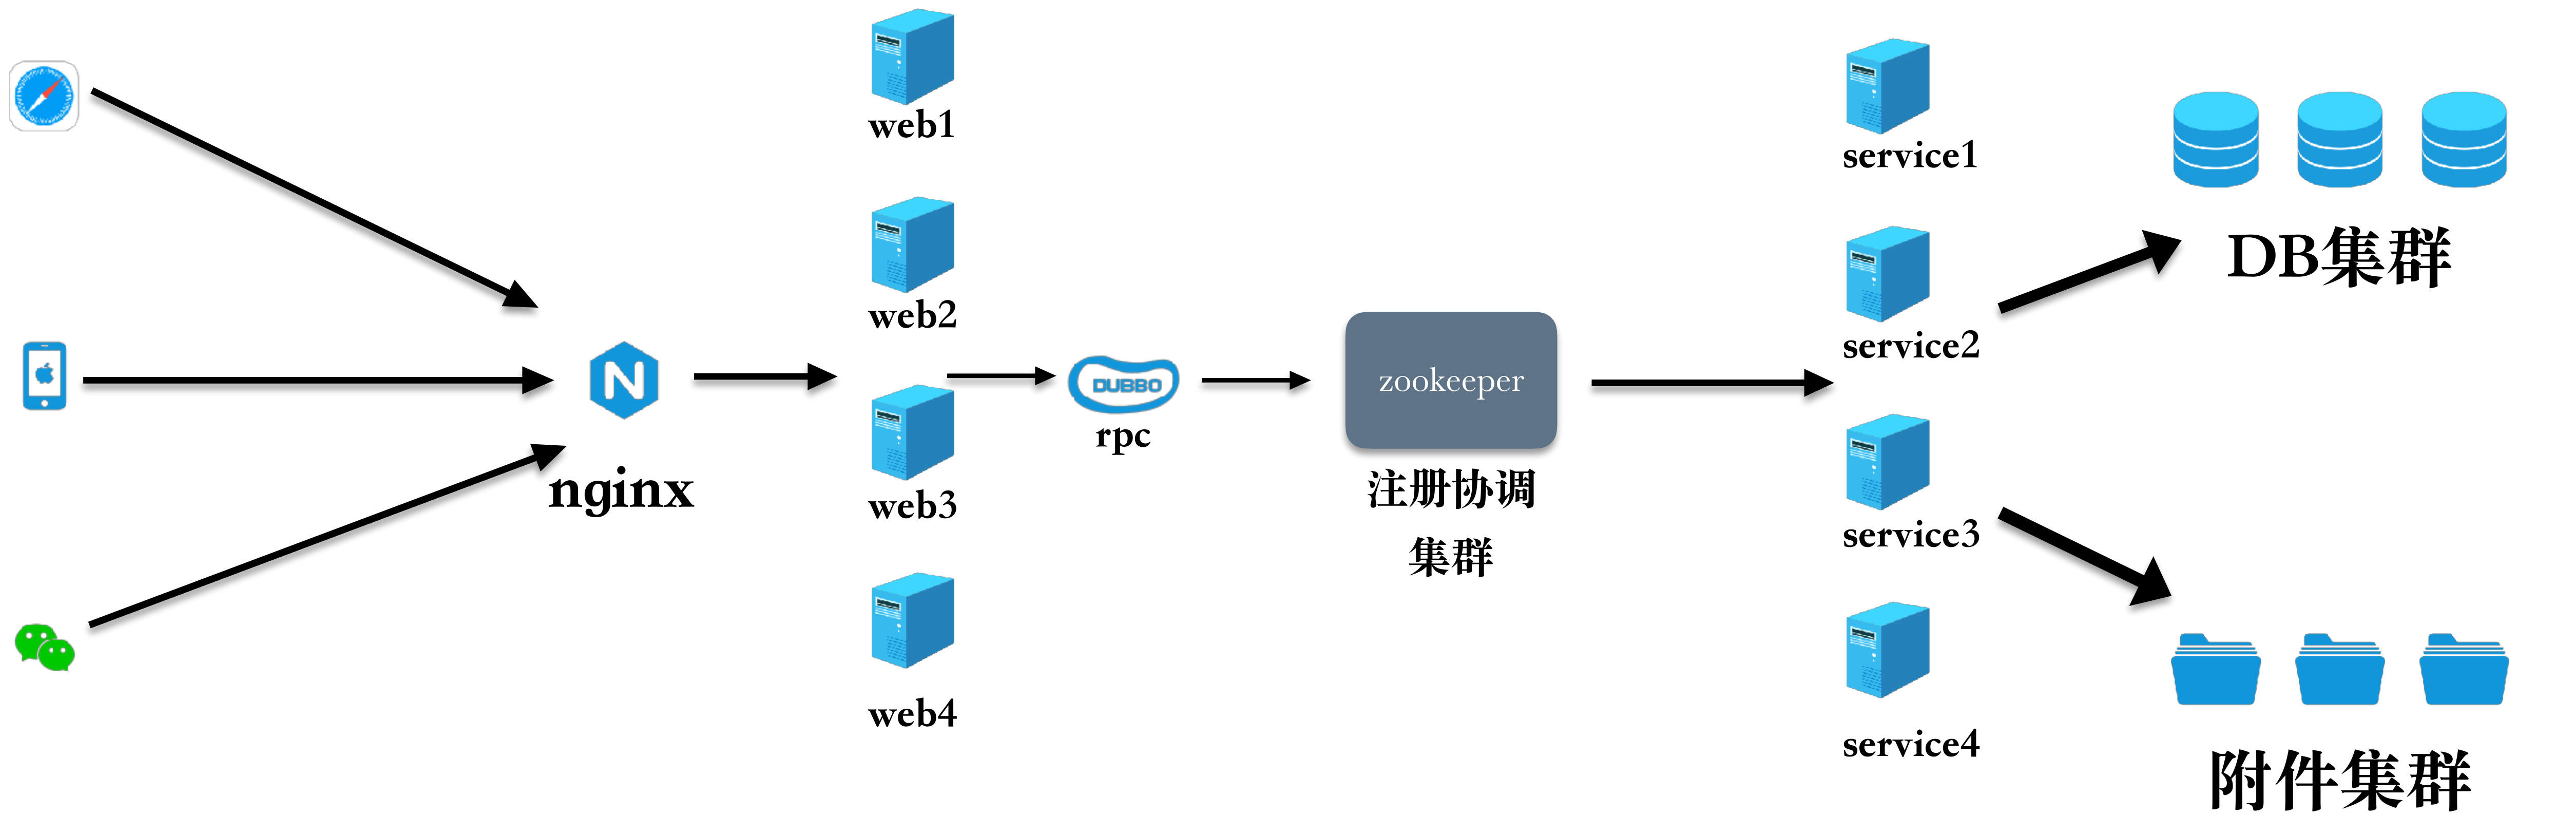 web1
web2
web3
web4
nginx
N
DUBBO
rpc
zookeeper
注册协调
集群
service1
service2
service3
service4
DB集群
附件集群